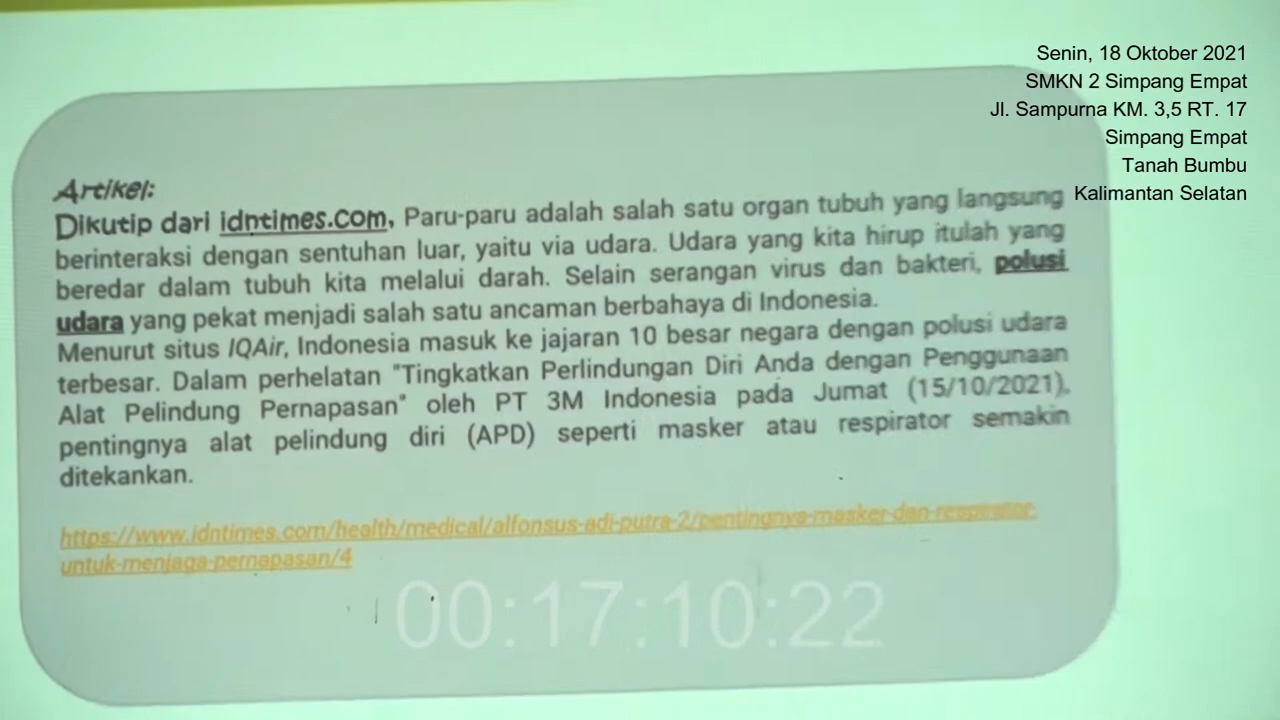 Senin, 18 Oktober 2021
SMKN 2 Simpang Empat
Jl. Sampurna KM. 3,5 RT. 17
Simpang Empat
Tanah Bumbu
Kalimantan Selatan
Artikel:
Dikutip dari idntimes.com, Paru-paru adalah salah satu organ tubuh yang langsung
berinteraksi dengan sentuhan luar, yaitu via udara. Udara yang kita hirup itulah yang
beredar dalam tubuh kita melalui darah. Selain serangan virus dan bakteri, polusi
udara yang pekat menjadi salah satu ancaman berbahaya di Indonesia.
Menurut situs IQAir, Indonesia masuk ke jajaran 10 besar negara dengan polusi udara
terbesar. Dalam perhelatan "Tingkatkan Perlindungan Diri Anda dengan Penggunaan
Alat Pelindung Pernapasan" oleh PT 3M Indonesia pada Jumat (15/10/2021),
pentingnya alat pelindung diri (APD) seperti masker atau respirator semakin
ditekankan.
https://www.idntimes.com/health/medical/alfonsus-adi-putra-2/pentingnya-masker-dan-respirator-
untuk-menjaga-pernapasan/4
00:17:10:22